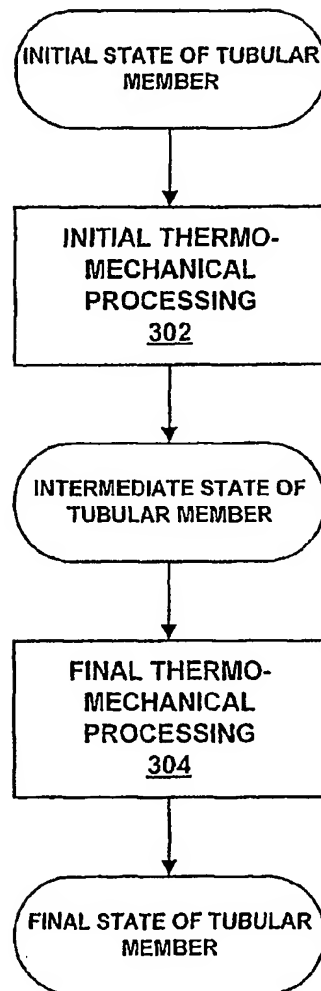 INITIAL STATE OF TUBULAR
MEMBER
INITIAL THERMO-
MECHANICAL
PROCESSING
302
INTERMEDIATE STATE OF
TUBULAR MEMBER
FINAL THERMO-
MECHANICAL
PROCESSING
304
FINAL STATE OF TUBULAR
MEMBER